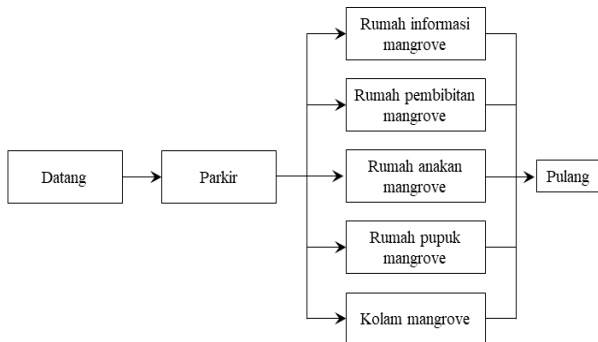 Datang
Parkir
Rumah informasi
mangrove
Rumah pembibitan
mangrove
Rumah anakan
mangrove
Rumah pupuk
mangrove
Kolam mangrove
Pulang